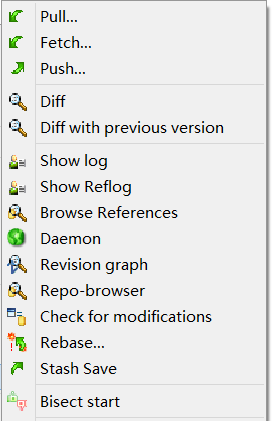 Pull...
Fetch...
Push...
Diff
Diff with previous version
Show log
Show Reflog
Browse References
Daemon
Revision graph
Repo-browser
Check for modifications
Rebase...
Stash Save
Bisect start